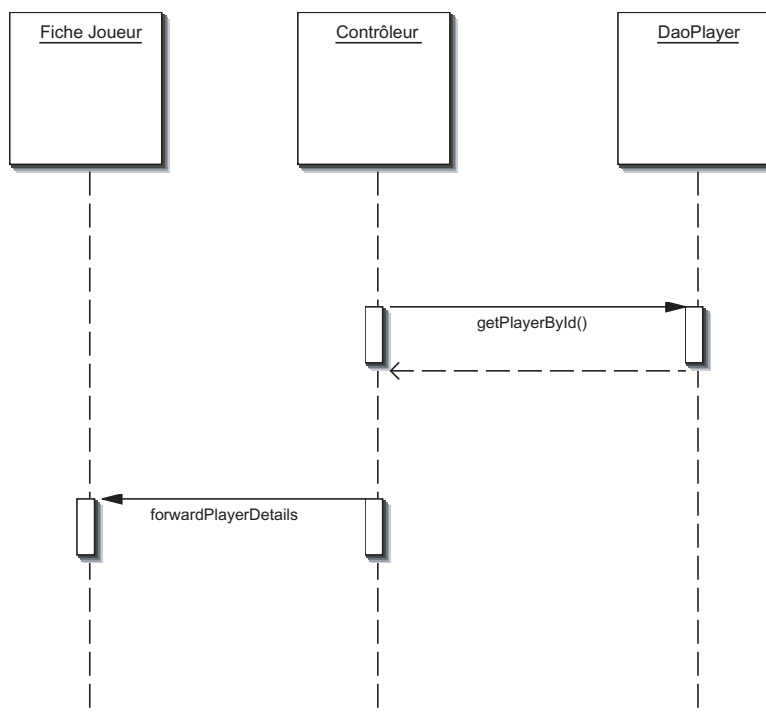 Fiche Joueur
Contrôleur
DaoPlayer
getPlayerById()
forwardPlayerDetails